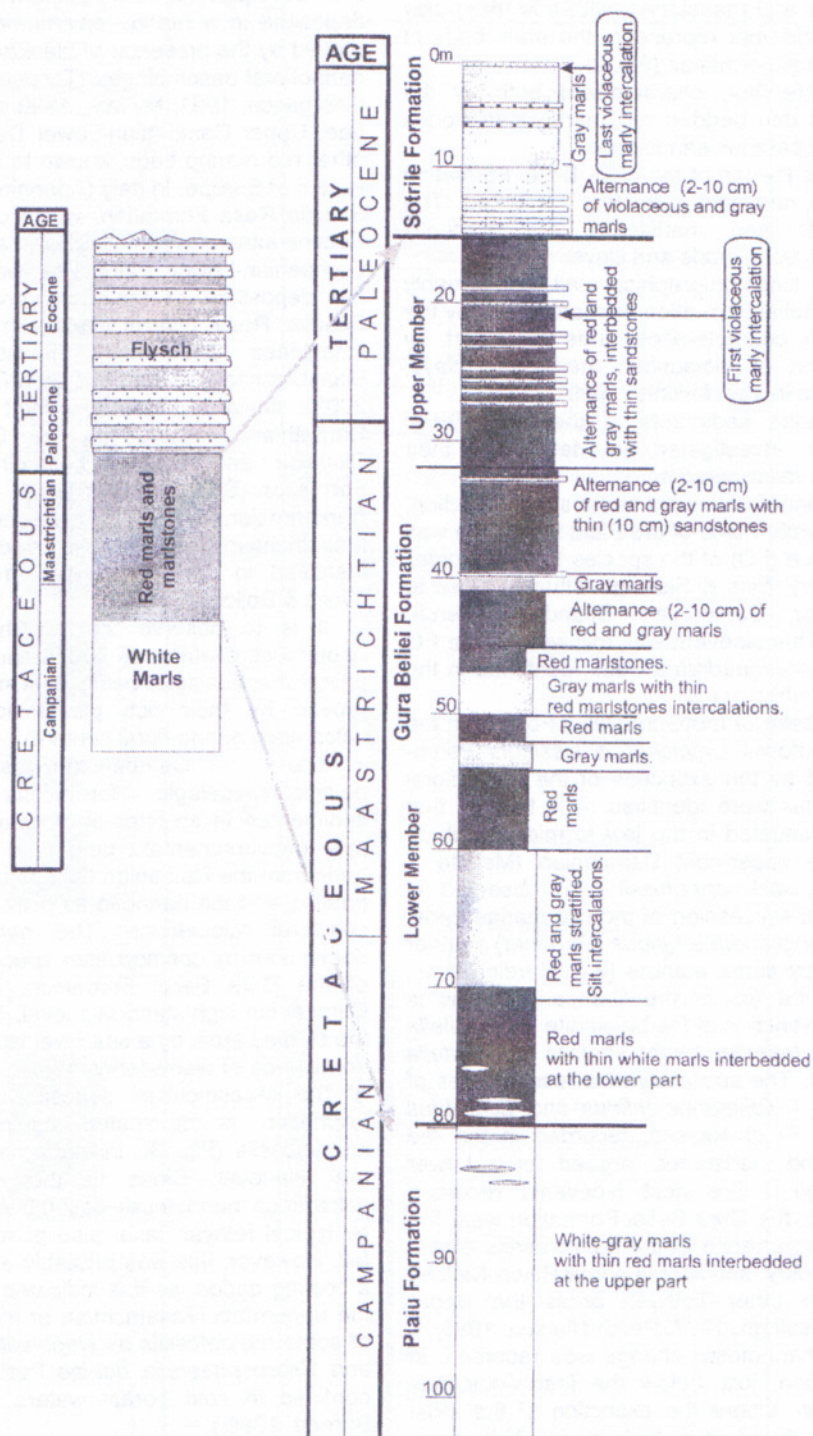 AGE
TERTIARY
Eocene
Paleocene
CRETACEOUS
Maastrichtian
Campanian
Flysch
Red marls and
marlstones
White
Marls
AGE
TERTIARY
PALEOCENE
CRETACEOUS
MAASTRICHTIAN
CAMPANIAN
Sotrile Formation
Upper Member
Gura Beliei Formation
Lower Member
Plaiu Formation
0m
10
20
30
40
50
60
70
80
90
100
Gray marls
Last violaceous
marly intercalation
Alternance (2-10 cm)
of violaceous and gray
marls
Alternance of red and
gray marls, interbedded
with thin sandstones
First violaceous
marly intercalation
Alternance (2-10 cm)
of red and gray marls with
thin (10 cm) sandstones
Gray marls
Alternance (2-10 cm) of
red and gray marls
Red marlstones
Gray marls with thin
red marlstones intercalations.
Red marls
Gray marls.
Red
marls
Red and gray
marls stratified.
Silt intercalations.
Red marls
with thin white marls interbedded
at the lower part
White-gray marls
with thin red marls interbedded
at the upper part